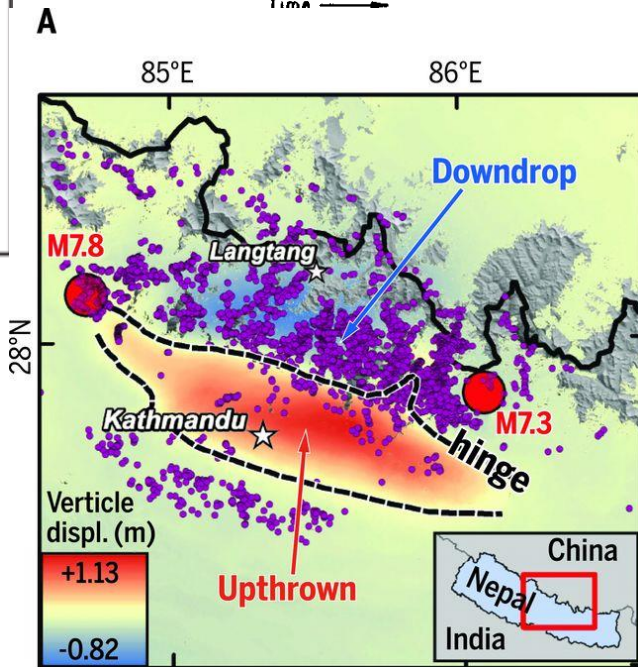 Time
A
85°E
86°E
Downdrop
M7.8
Langtang
28°N
Kathmandu
M7.3
hinge
Verticle
displ. (m)
+1.13
-0.82
Upthrown
China
Nepal
India